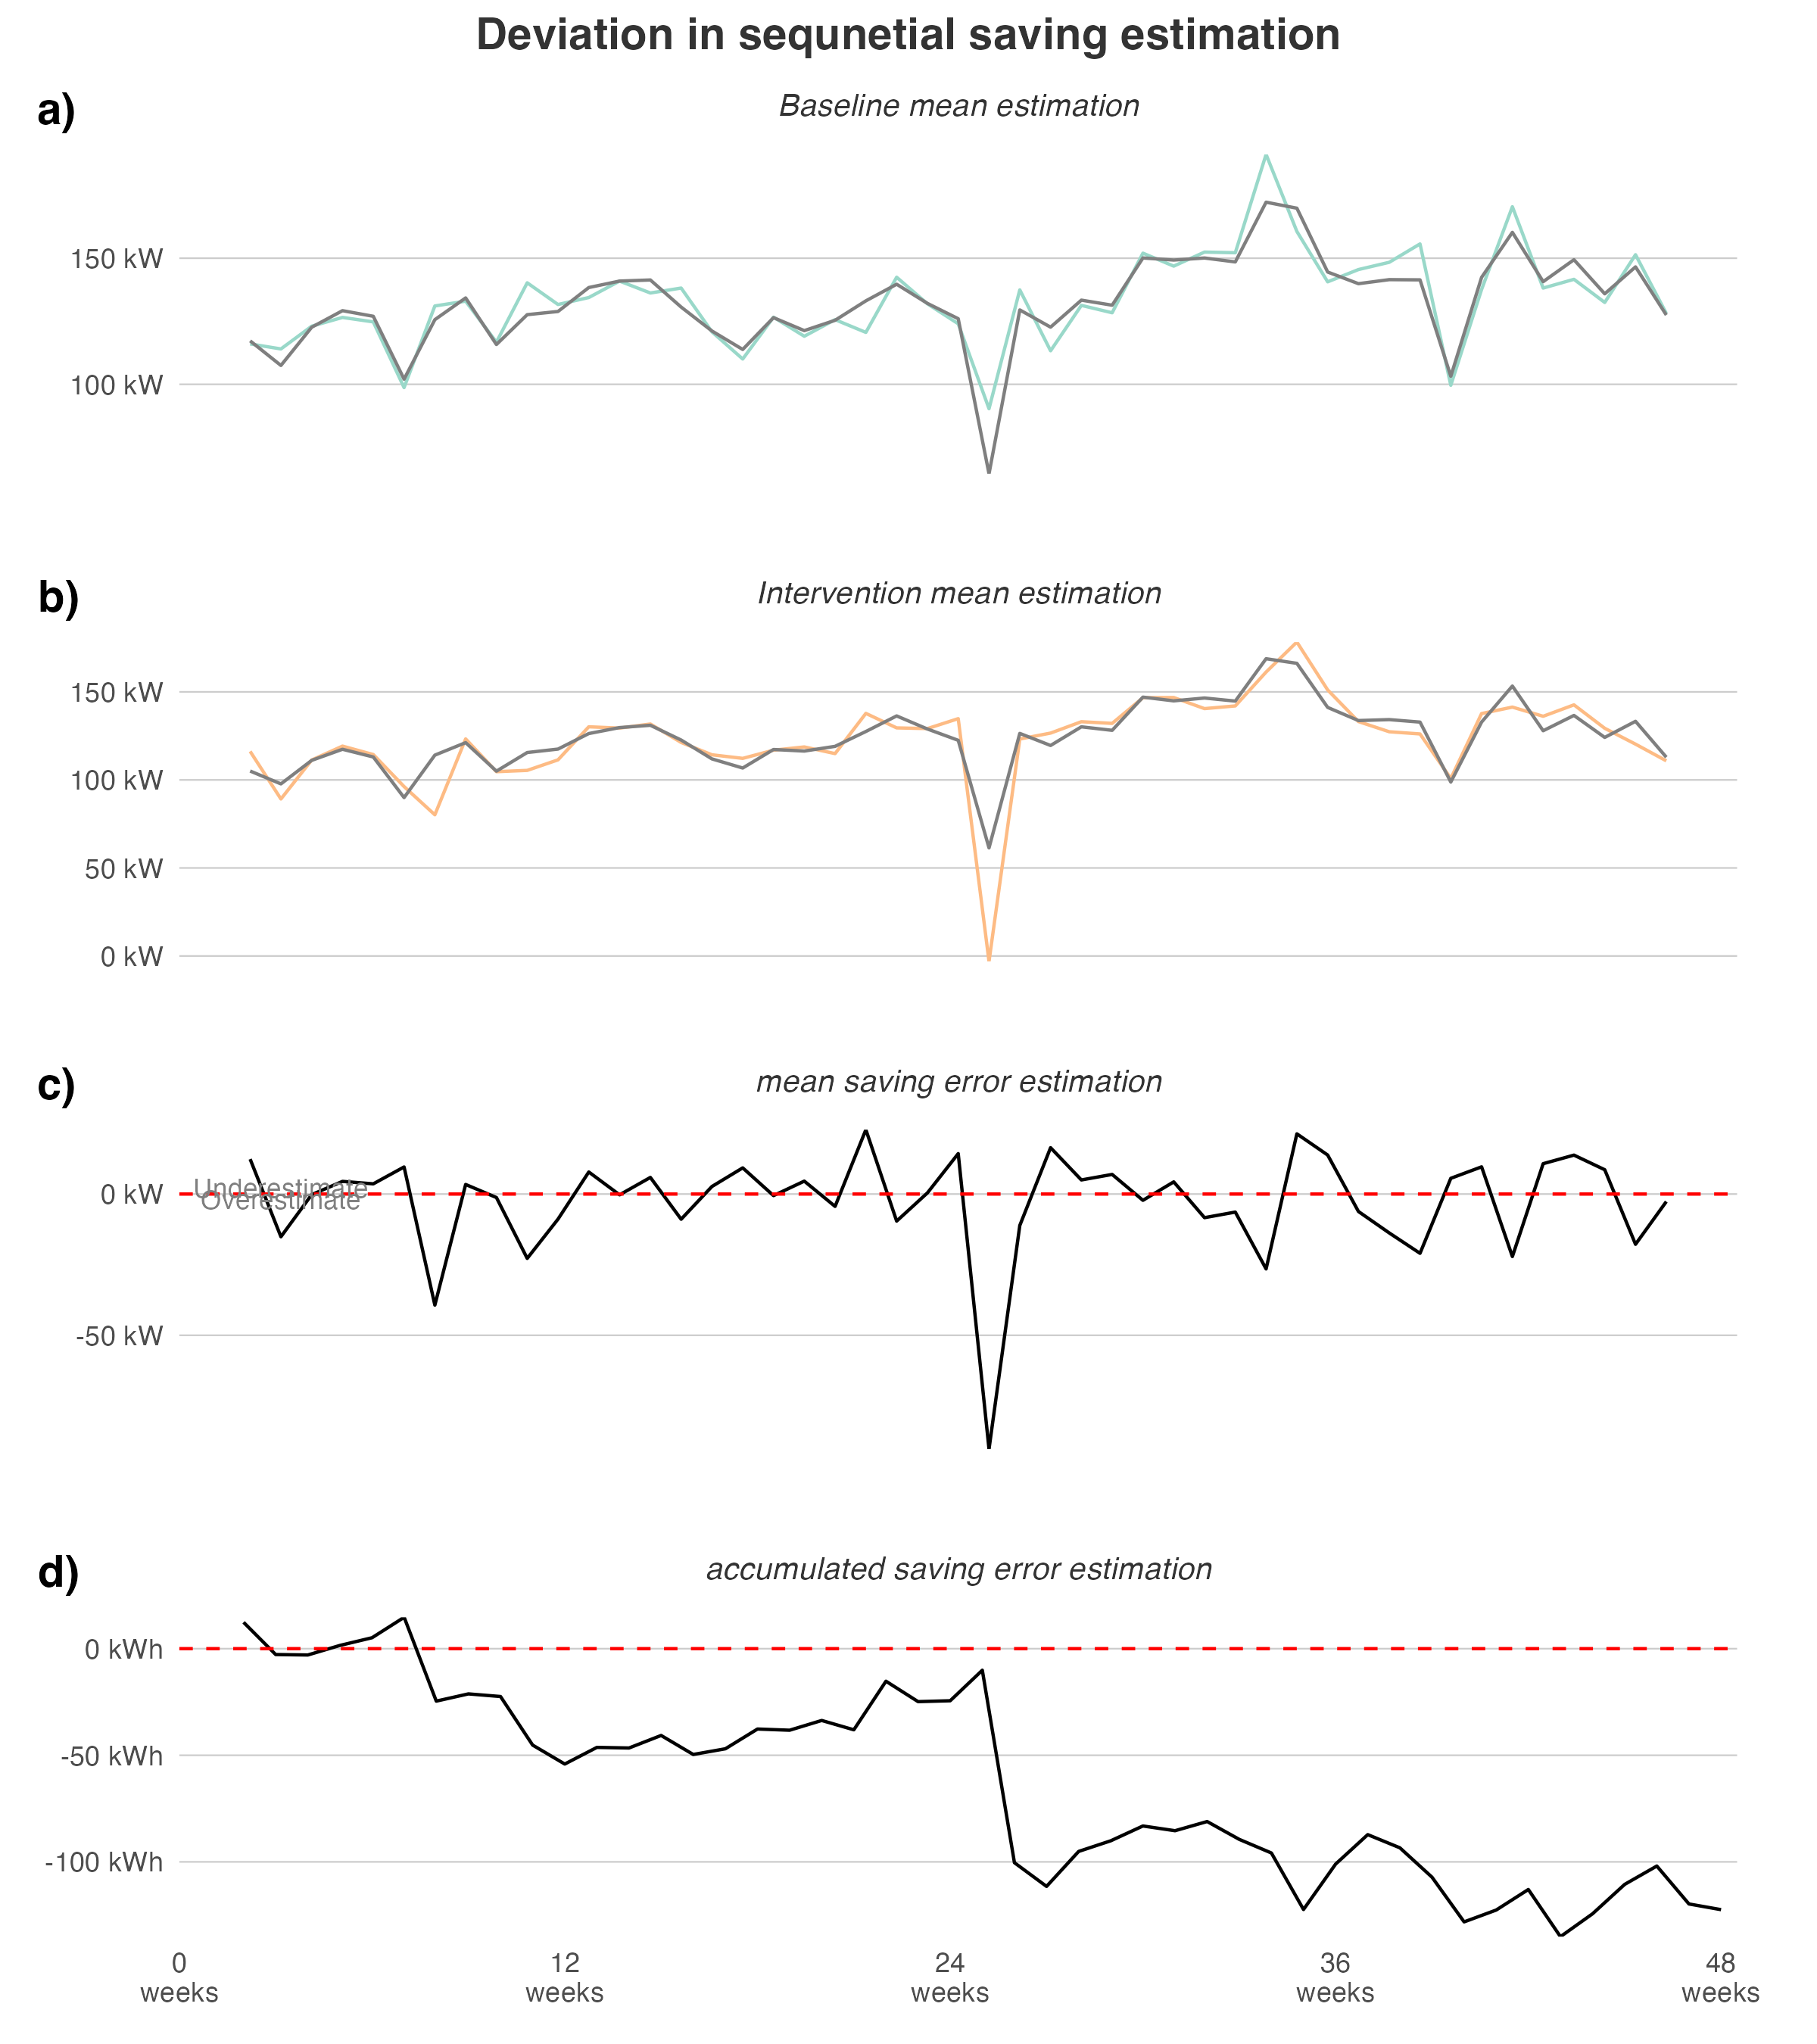 Deviation in sequnetial saving estimation
a)
Baseline mean estimation
150 kW
100 kW
b)
Intervention mean estimation
150 kW
100 kW
50 kW
0 kW
c)
mean saving error estimation
Underestimate
0 kW
Overestimate
-50 kW
d)
accumulated saving error estimation
0 kWh
-50 kWh
-100 kWh
0 12 24 36 48
weeks weeks weeks weeks weeks